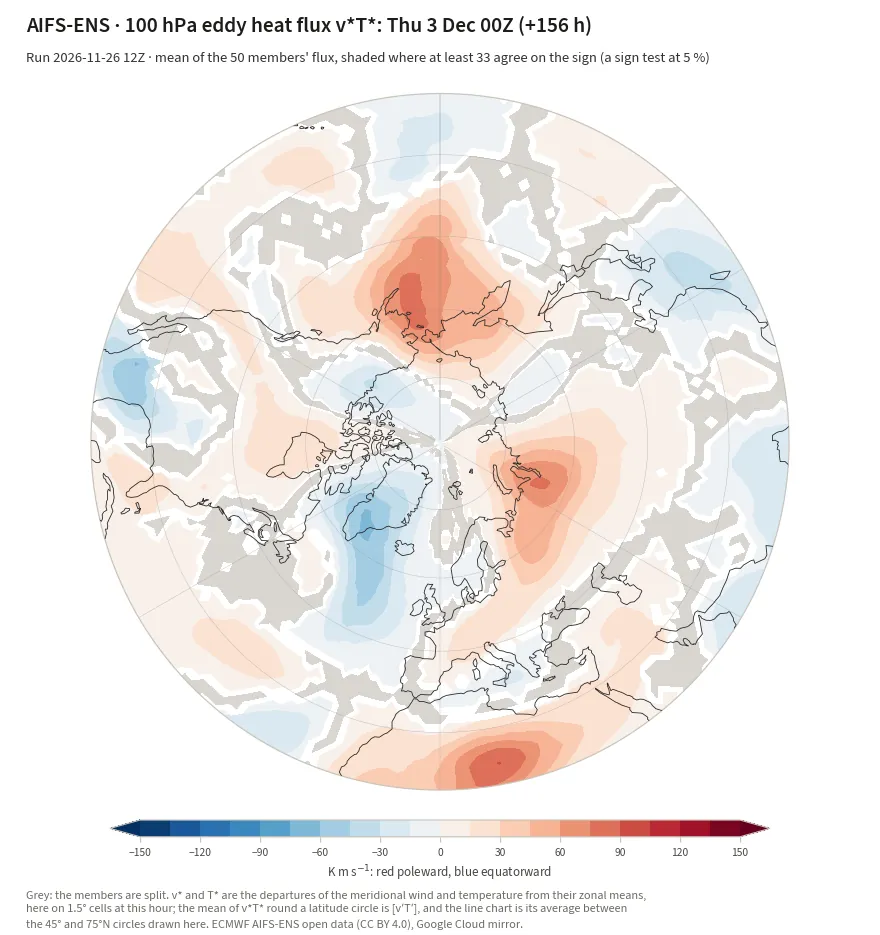 AIFS-ENS · 100 hPa eddy heat flux v*T*: Thu 3 Dec 00Z (+156 h)
Run 2026-11-26 12Z · mean of the 50 members' flux, shaded where at least 33 agree on the sign (a sign test at 5 %)
−150 −120 −90 −60 −30 0 30 60 90 120 150
K m s⁻¹: red poleward, blue equatorward
Grey: the members are split. v* and T* are the departures of the meridional wind and temperature from their zonal means,
here on 1.5° cells at this hour; the mean of v*T* round a latitude circle is [v'T'], and the line chart is its average between
the 45° and 75°N circles drawn here. ECMWF AIFS-ENS open data (CC BY 4.0), Google Cloud mirror.